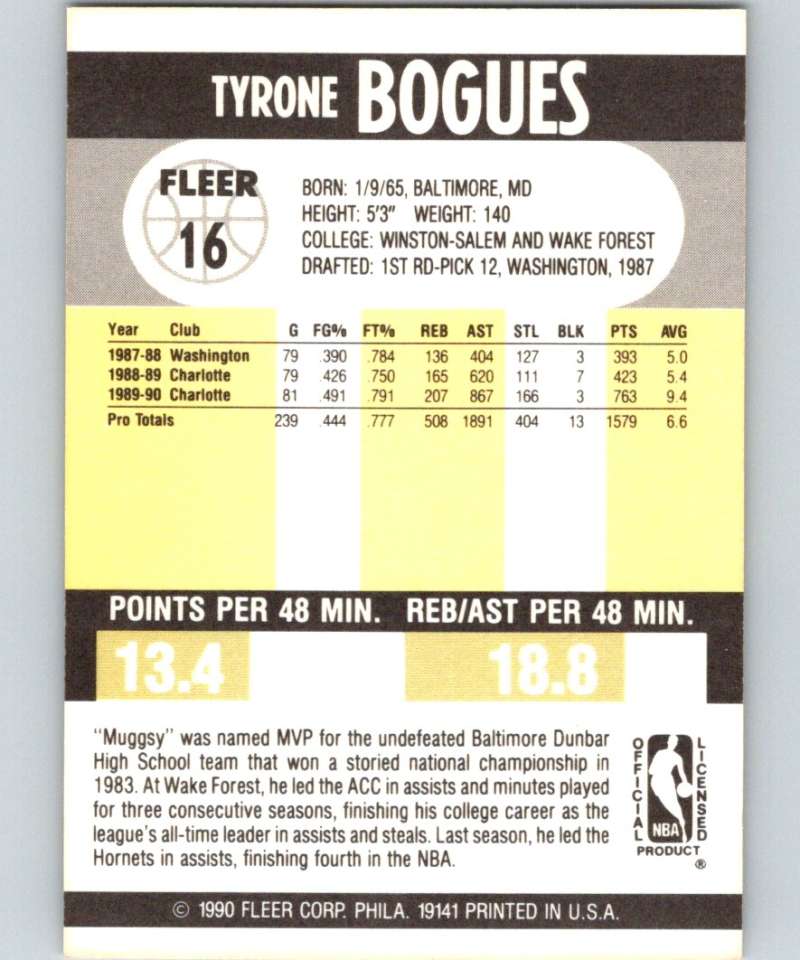 TYRONE BOGUES
FLEER
16
BORN: 1/9/65, BALTIMORE, MD
HEIGHT: 5'3" WEIGHT: 140
COLLEGE: WINSTON-SALEM AND WAKE FOREST
DRAFTED: 1ST RD-PICK 12, WASHINGTON, 1987
Year Club G FG% FT% REB AST STL BLK PTS AVG
1987-88 Washington 79 .390 .784 136 404 127 3 393 5.0
1988-89 Charlotte 79 .426 .750 165 620 111 7 423 5.4
1989-90 Charlotte 81 .491 .791 207 867 166 3 763 9.4
Pro Totals 239 .444 .777 508 1891 404 13 1579 6.6
POINTS PER 48 MIN. REB/AST PER 48 MIN.
13.4 18.8
"Muggsy" was named MVP for the undefeated Baltimore Dunbar
High School team that won a storied national championship in
1983. At Wake Forest, he led the ACC in assists and minutes played
for three consecutive seasons, finishing his college career as the
league's all-time leader in assists and steals. Last season, he led the
Hornets in assists, finishing fourth in the NBA.
OFFICIAL
LICENSED
NBA
PRODUCT
®
© 1990 FLEER CORP. PHILA. 19141 PRINTED IN U.S.A.